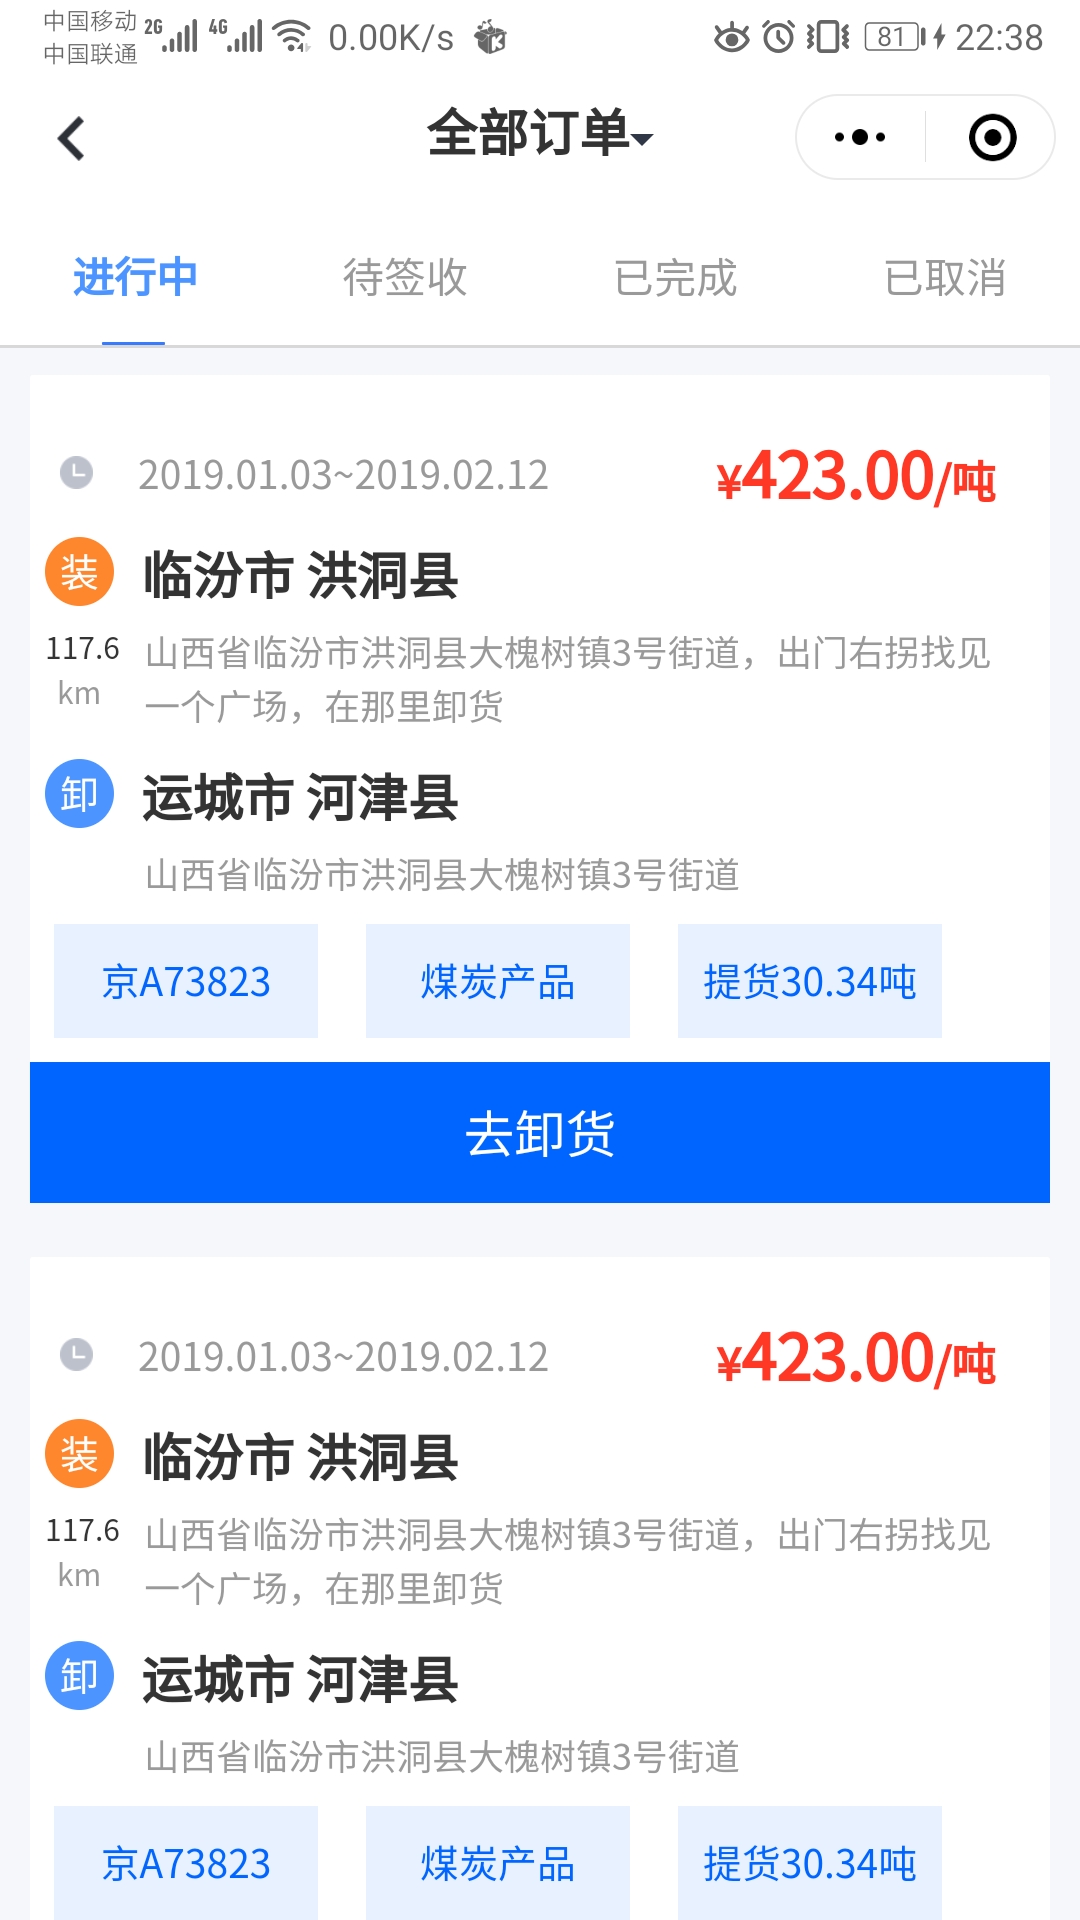 中国移动 2G 4G 0.00K/s 81 22:38
中国联通
全部订单
进行中 待签收 已完成 已取消
2019.01.03~2019.02.12 ¥423.00/吨
装 临汾市 洪洞县
117.6 山西省临汾市洪洞县大槐树镇3号街道，出门右拐找见
km 一个广场，在那里卸货
卸 运城市 河津县
山西省临汾市洪洞县大槐树镇3号街道
京A73823 煤炭产品 提货30.34吨
去卸货
2019.01.03~2019.02.12 ¥423.00/吨
装 临汾市 洪洞县
117.6 山西省临汾市洪洞县大槐树镇3号街道，出门右拐找见
km 一个广场，在那里卸货
卸 运城市 河津县
山西省临汾市洪洞县大槐树镇3号街道
京A73823 煤炭产品 提货30.34吨